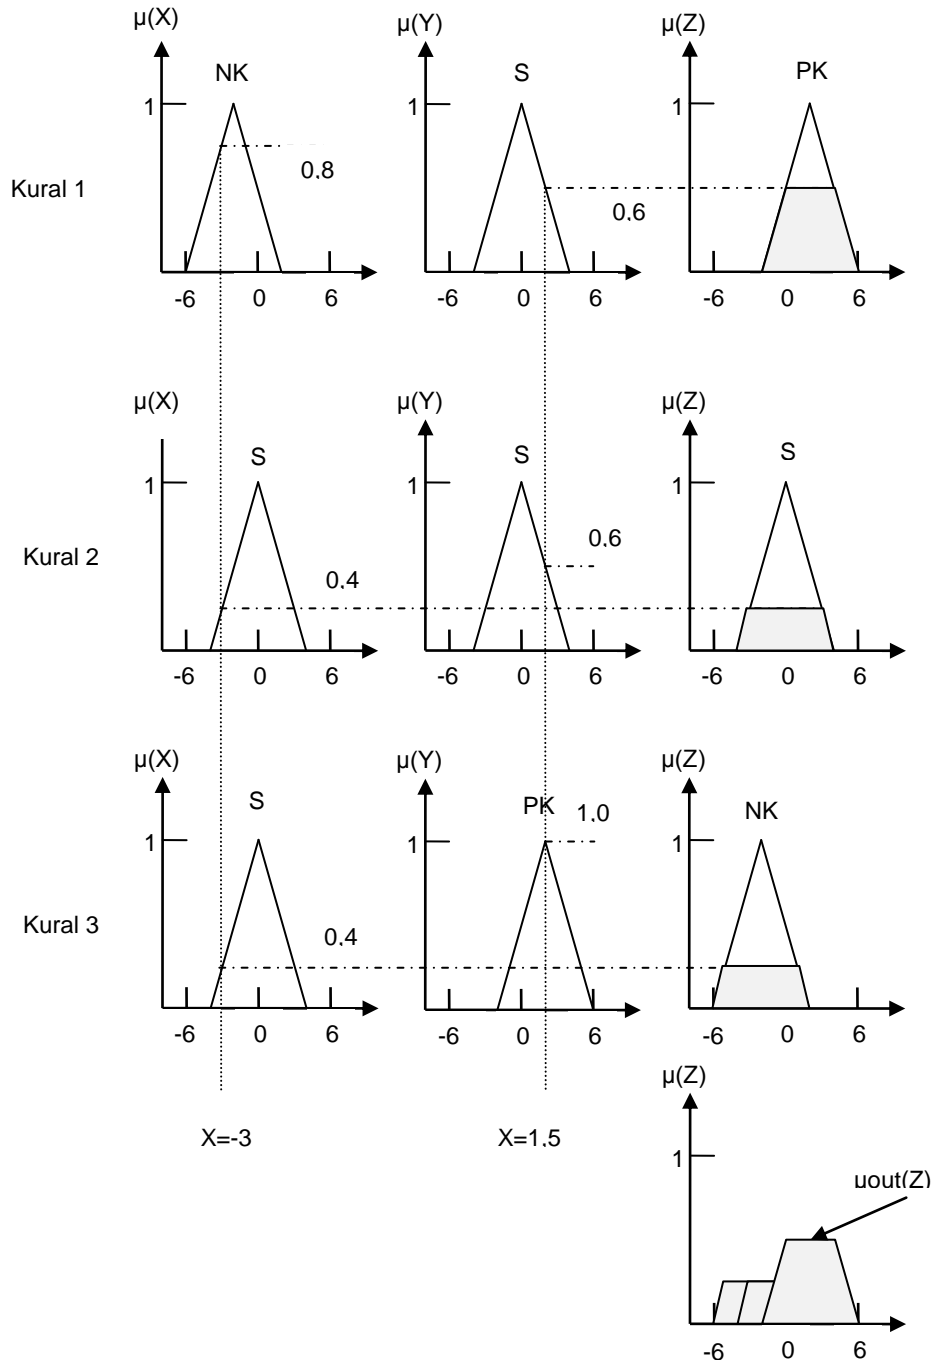 µ(X) µ(Y) µ(Z)
NK S PK
1 1 1
0.8
Kural 1
0.6
-6 0 6 -6 0 6 -6 0 6
µ(X) µ(Y) µ(Z)
S S S
1 1 1
0.6
Kural 2
0.4
-6 0 6 -6 0 6 -6 0 6
µ(X) µ(Y) µ(Z)
S PK 1.0 NK
1 1 1
Kural 3
0.4
-6 0 6 -6 0 6 -6 0 6
µ(Z)
X=-3 X=1.5
1
µout(Z)
-6 0 6